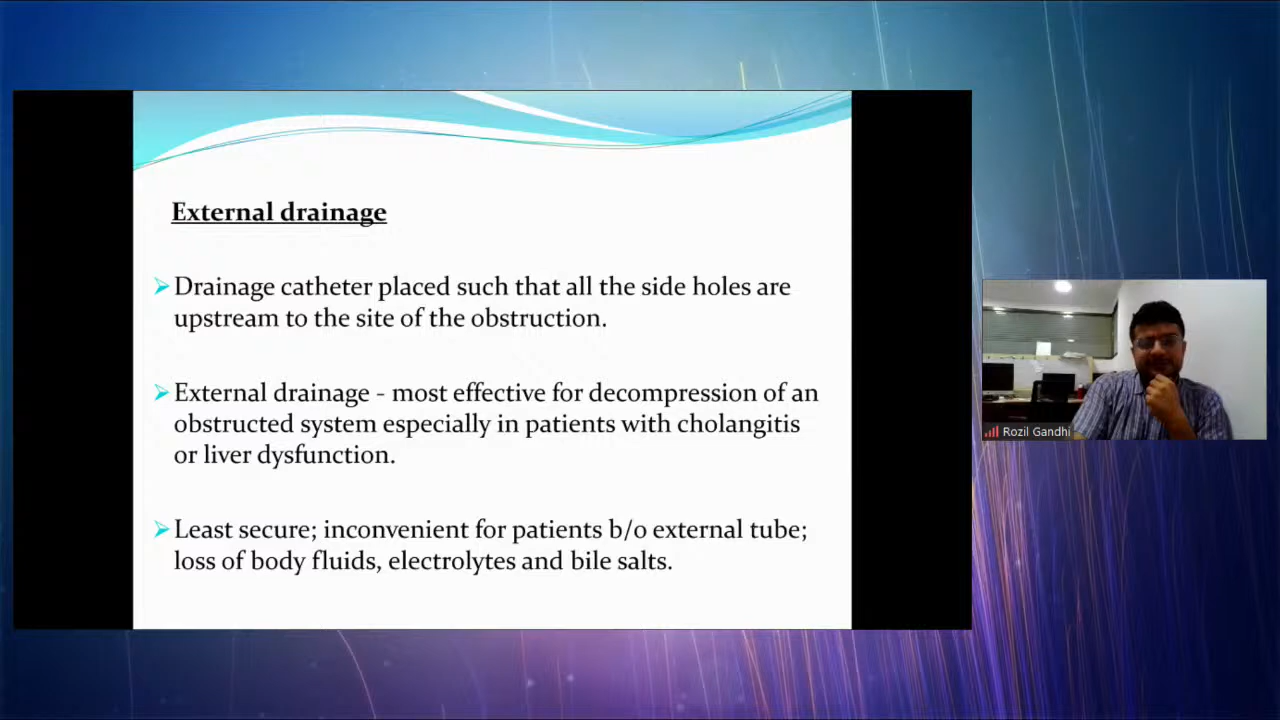 External drainage
Drainage catheter placed such that all the side holes are
upstream to the site of the obstruction.
External drainage - most effective for decompression of an
obstructed system especially in patients with cholangitis
or liver dysfunction.
Least secure; inconvenient for patients b/o external tube;
loss of body fluids, electrolytes and bile salts.
Rozil Gandhi